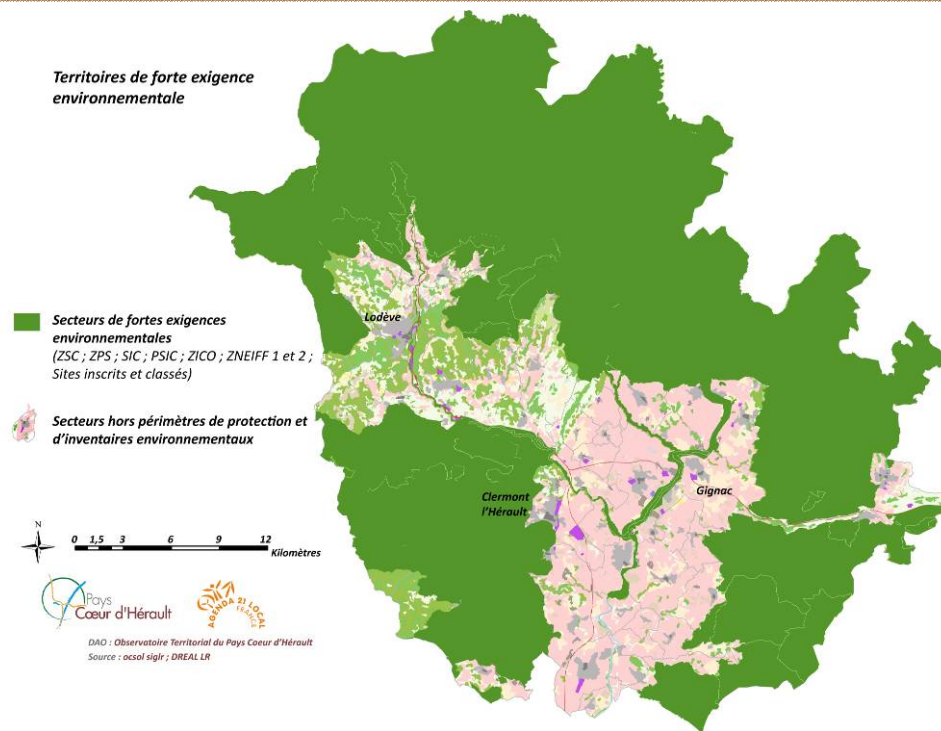 Territoires de forte exigence
environnementale
Lodève
Secteurs de fortes exigences
environnementales
(ZSC ; ZPS ; SIC ; PSIC ; ZICO ; ZNEIFF 1 et 2 ;
Sites inscrits et classés)
Secteurs hors périmètres de protection et
d'inventaires environnementaux
Clermont
l'Hérault
Gignac
N
0 1,5 3 6 9 12
Kilomètres
Pays
Cœur d'Hérault
AGENDA 21 LOCAL
FRANCE
DAO : Observatoire Territorial du Pays Coeur d'Hérault
Source : ocsol siglr ; DREAL LR